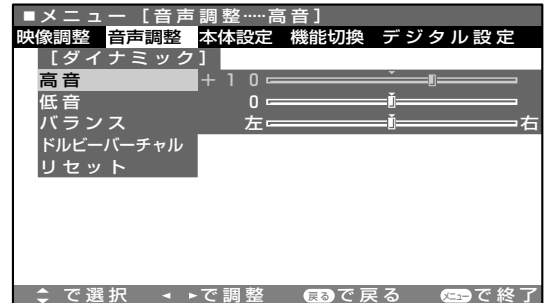 ■メニュー [音声調整……高音]
映像調整 音声調整 本体設定 機能切換 デジタル設定
[ダイナミック]
高音 +10
低音 0
バランス 左 右
ドルビーバーチャル
リセット
で選択 で調整 戻るで戻る メニューで終了